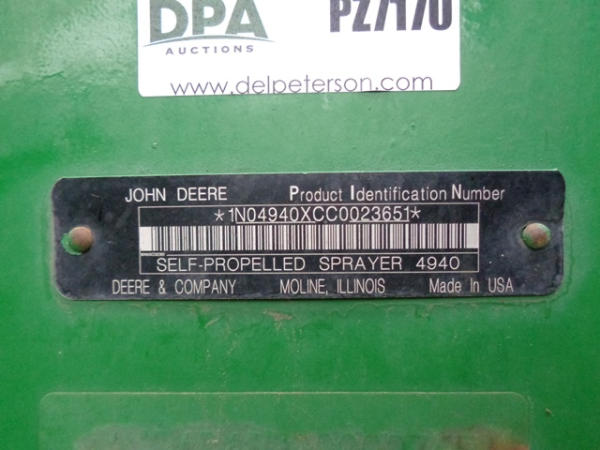 DPA
AUCTIONS
PZ7170
www.delpeterson.com
JOHN DEERE Product Identification Number
*1N04940XCC0023651*
SELF-PROPELLED SPRAYER 4940
DEERE & COMPANY MOLINE, ILLINOIS Made In USA